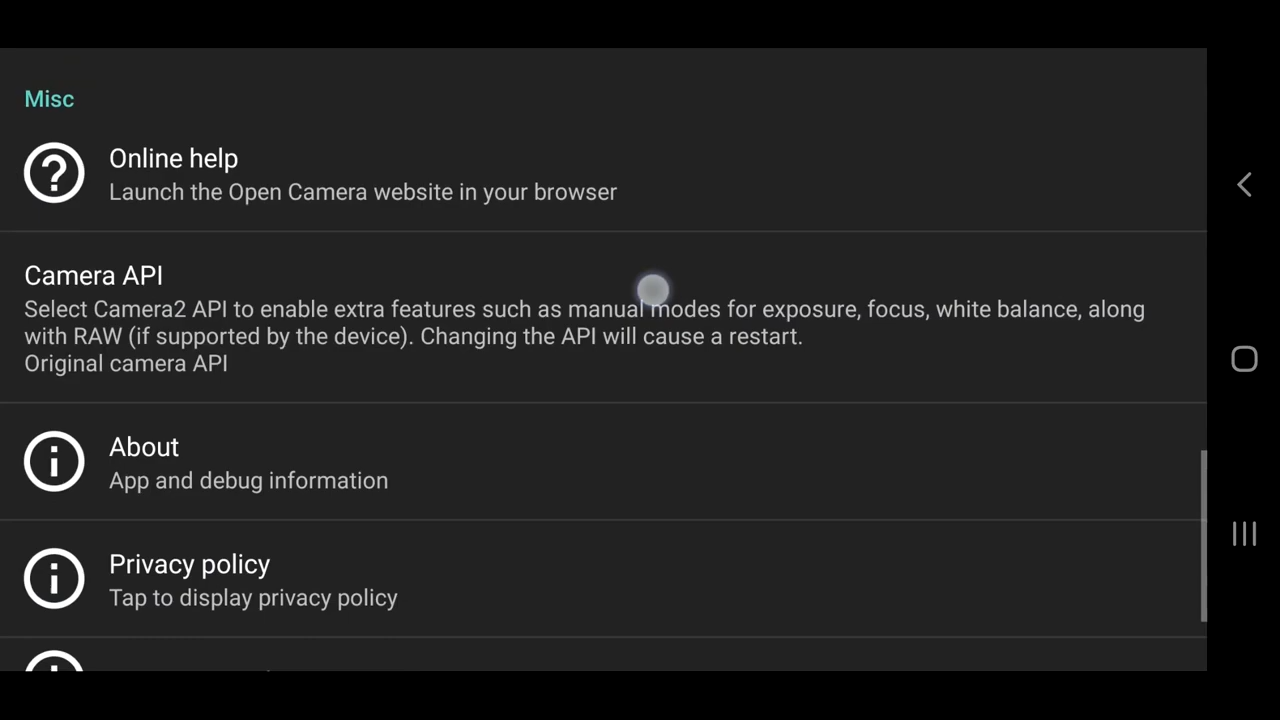 Misc
Online help
Launch the Open Camera website in your browser
Camera API
Select Camera2 API to enable extra features such as manual modes for exposure, focus, white balance, along
with RAW (if supported by the device). Changing the API will cause a restart.
Original camera API
About
App and debug information
Privacy policy
Tap to display privacy policy